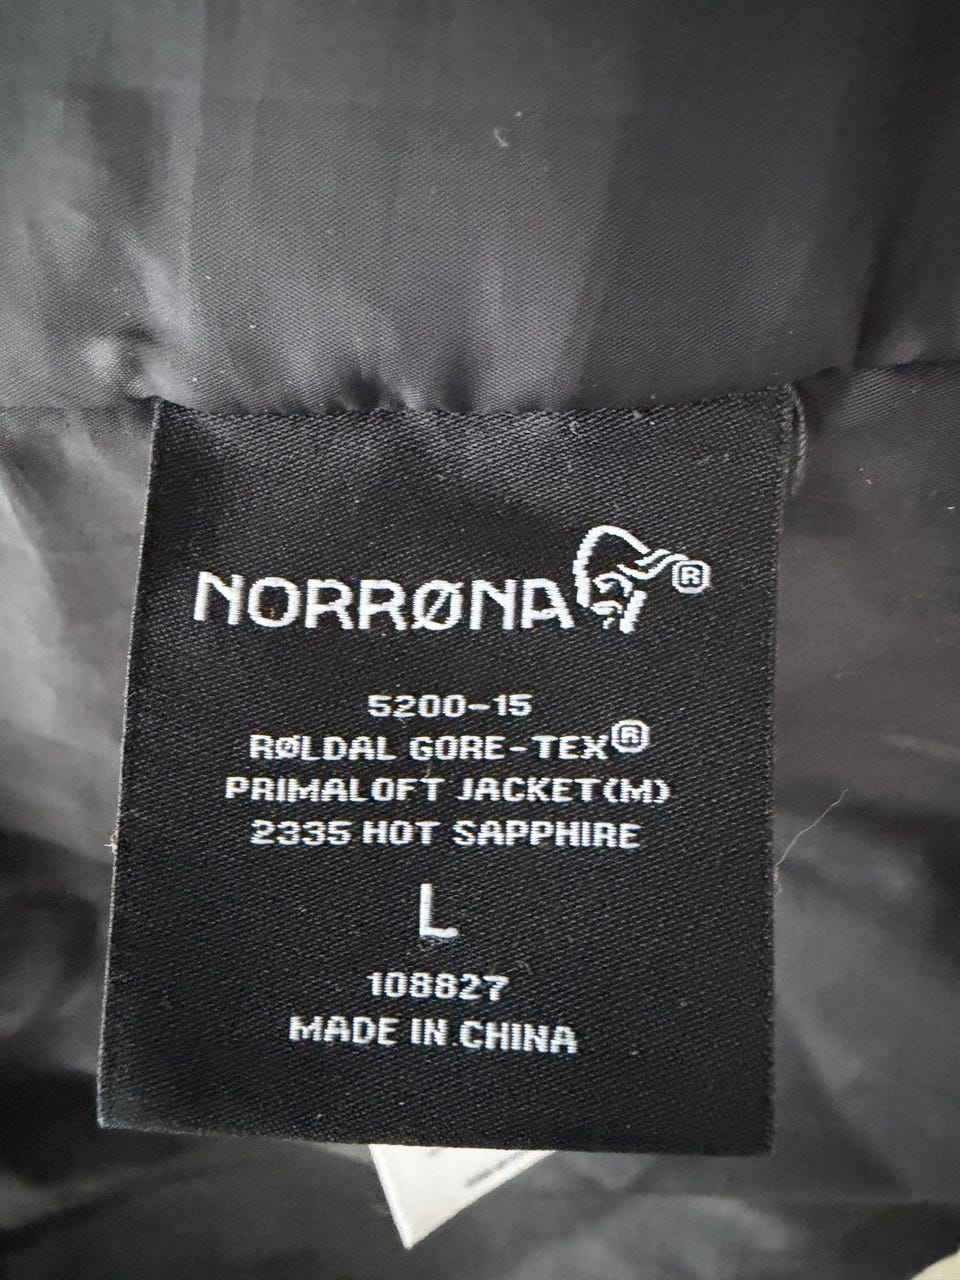 NORRØNA®
5200-15
RØLDAL GORE-TEX®
PRIMALOFT JACKET(M)
2335 HOT SAPPHIRE
L
108827
MADE IN CHINA